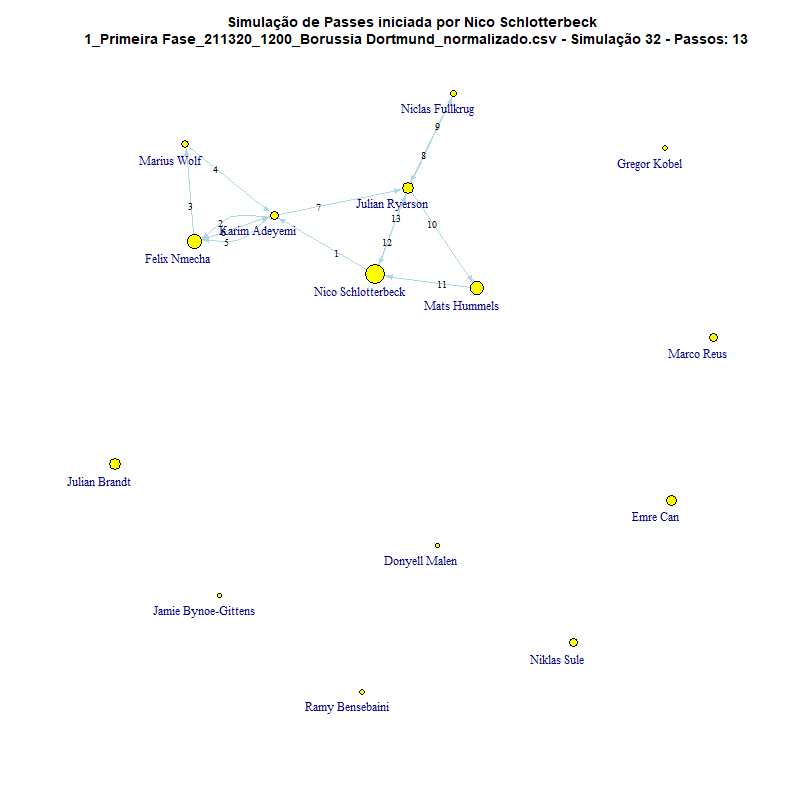 Simulação de Passes iniciada por Nico Schlotterbeck
1_Primeira Fase_211320_1200_Borussia Dortmund_normalizado.csv - Simulação 32 - Passos: 13
Niclas Fullkrug
9
Marius Wolf
8
Gregor Kobel
4
3
7
Julian Ryerson
2
13
10
Karim Adeyemi
5
12
Felix Nmecha
1
11
Nico Schlotterbeck
Mats Hummels
Marco Reus
Julian Brandt
Emre Can
Donyell Malen
Jamie Bynoe-Gittens
Niklas Sule
Ramy Bensebaini